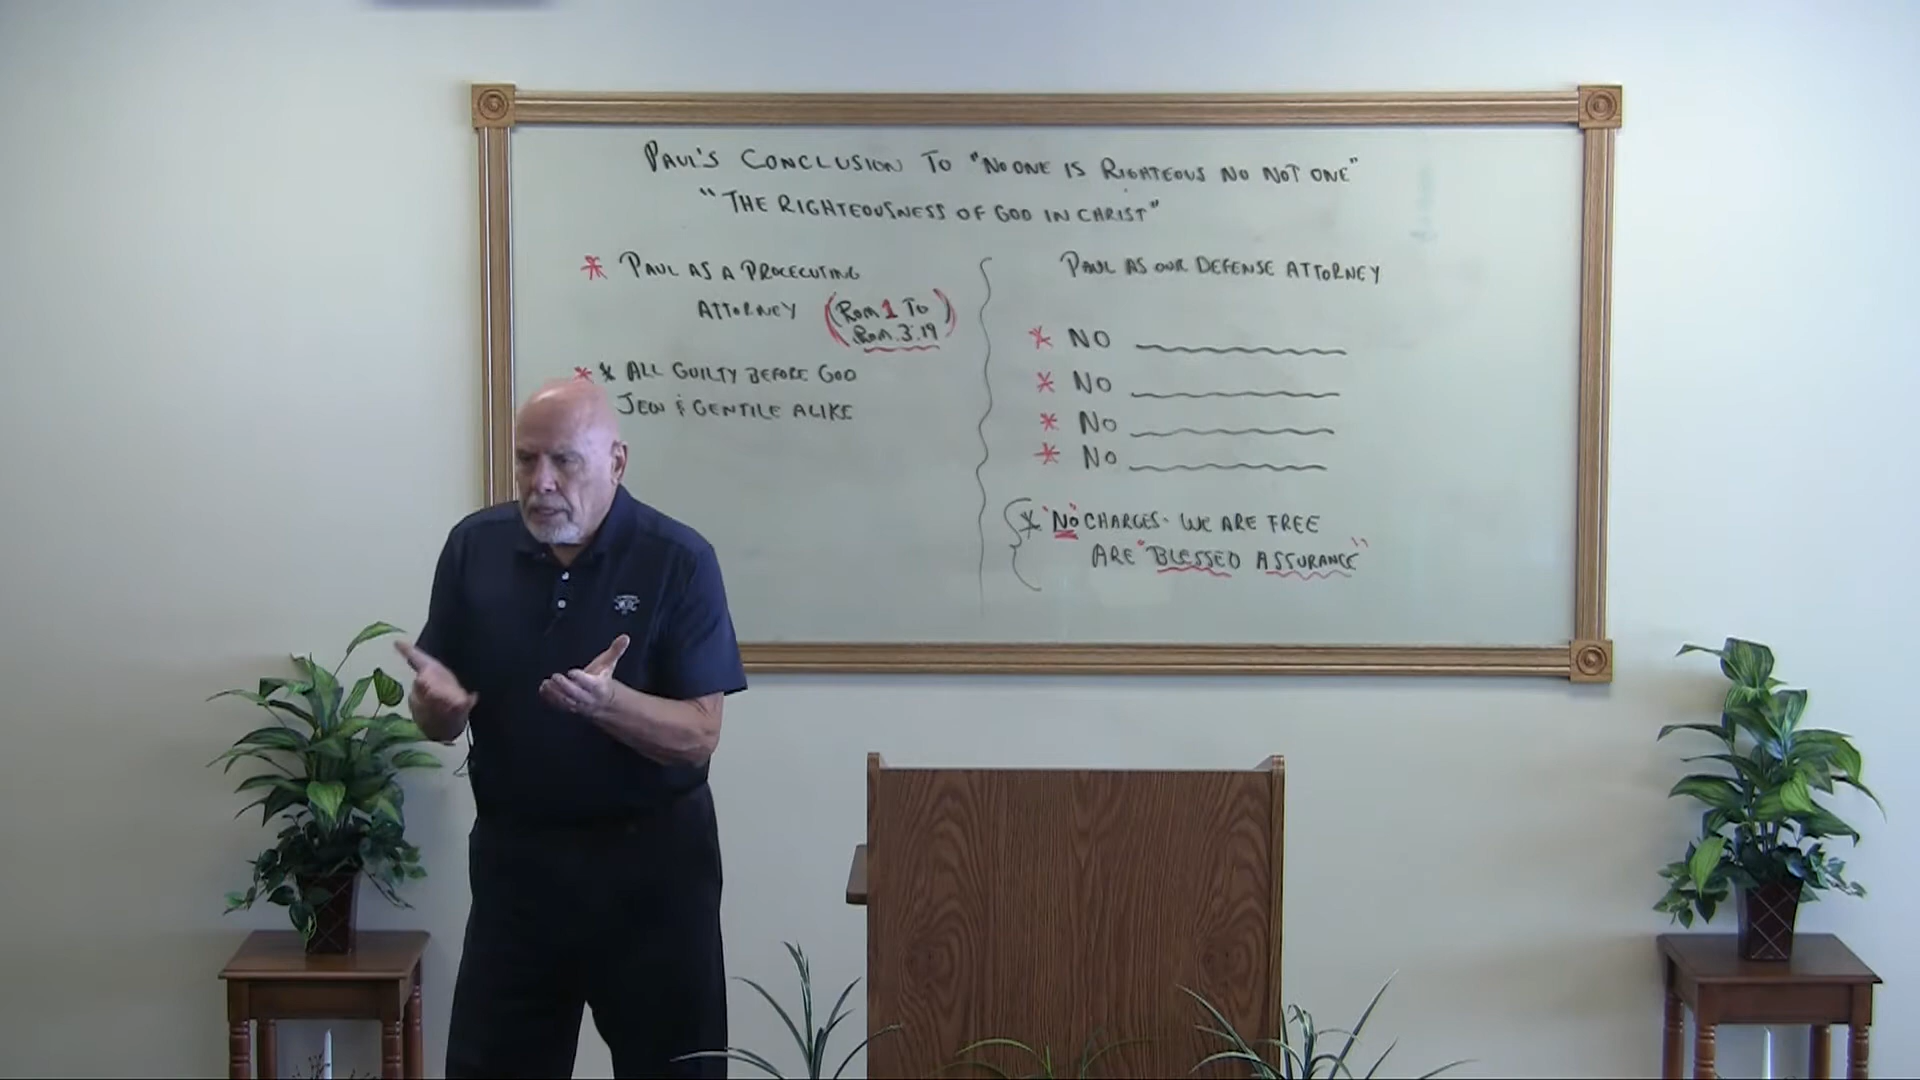 PAUL'S CONCLUSION TO "NO ONE IS RIGHTEOUS NO NOT ONE"
"THE RIGHTEOUSNESS OF GOD IN CHRIST"
* PAUL AS A PROCECUTING
ATTORNEY (Rom 1 To
Rom. 3:19)
* * ALL GUILTY BEFORE GOD
JEW & GENTILE ALIKE
PAUL AS OUR DEFENSE ATTORNEY
* NO
* NO
* No
* No
* "NO" CHARGES - WE ARE FREE
ARE "BLESSED ASSURANCE"